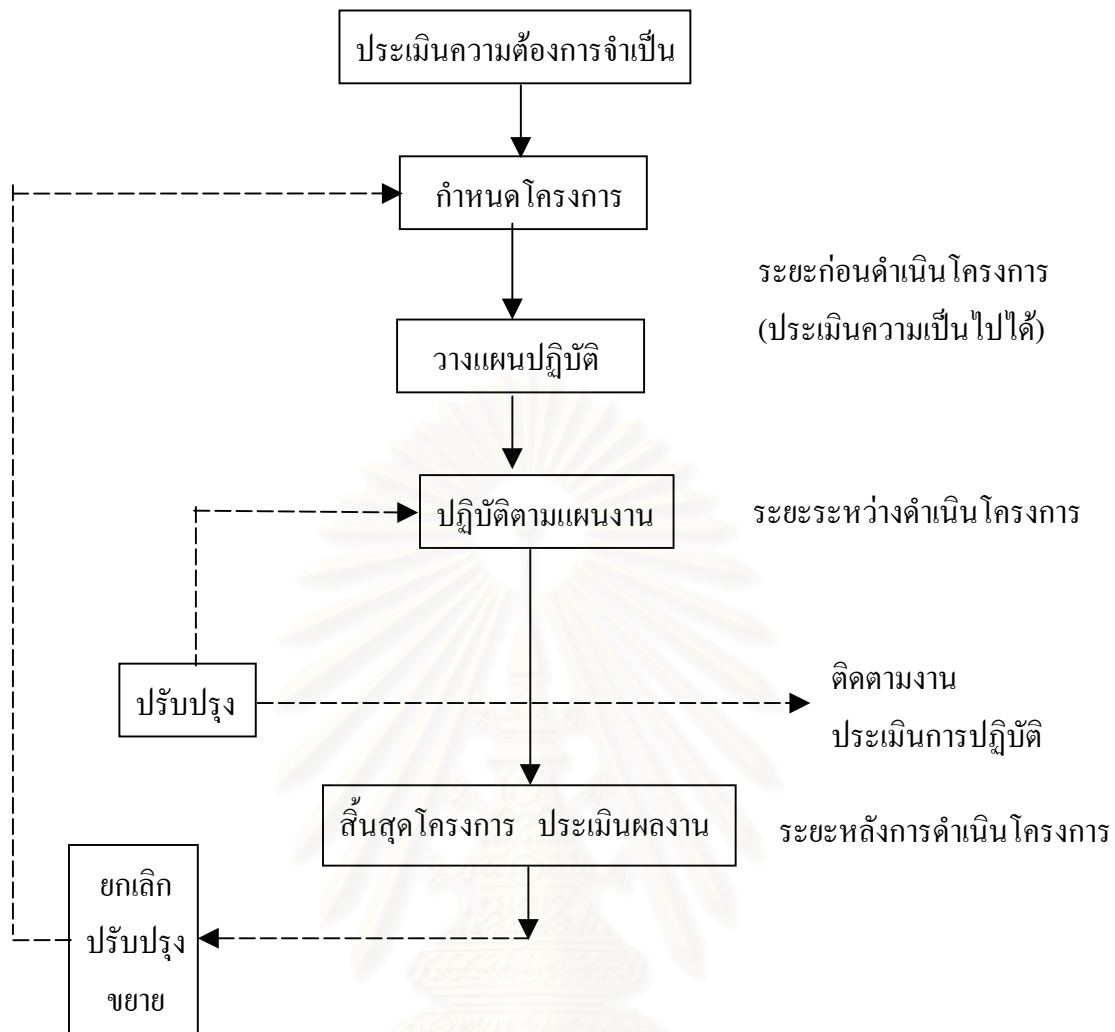 ประเมินความต้องการจำเป็น
กำหนดโครงการ
ระยะก่อนดำเนินโครงการ
(ประเมินความเป็นไปได้)
วางแผนปฏิบัติ
ปฏิบัติตามแผนงาน
ระยะระหว่างดำเนินโครงการ
ปรับปรุง
ติดตามงาน
ประเมินการปฏิบัติ
สิ้นสุดโครงการ ประเมินผลงาน
ระยะหลังการดำเนินโครงการ
ยกเลิก
ปรับปรุง
ขยาย